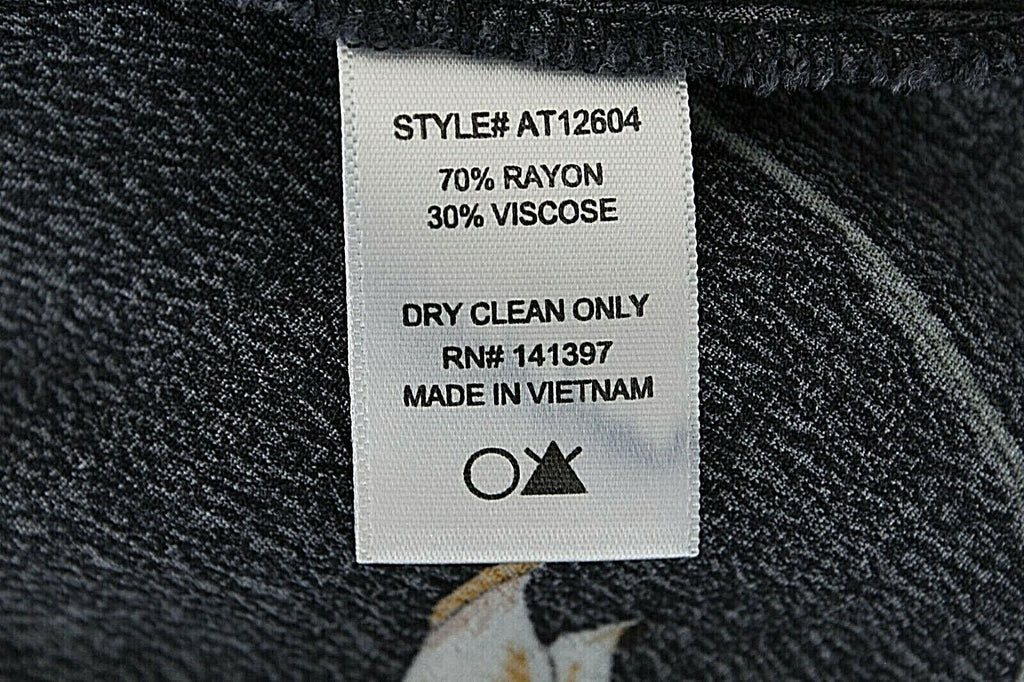 STYLE# AT12604
70% RAYON
30% VISCOSE
DRY CLEAN ONLY
RN# 141397
MADE IN VIETNAM